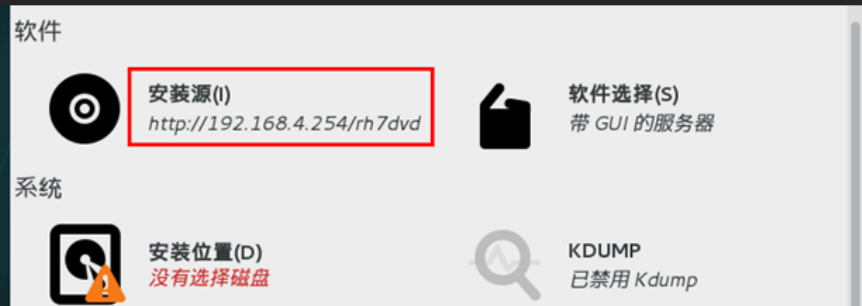 软件
安装源(I)
http://192.168.4.254/rh7dvd
软件选择(S)
带 GUI 的服务器
系统
安装位置(D)
没有选择磁盘
KDUMP
已禁用 Kdump